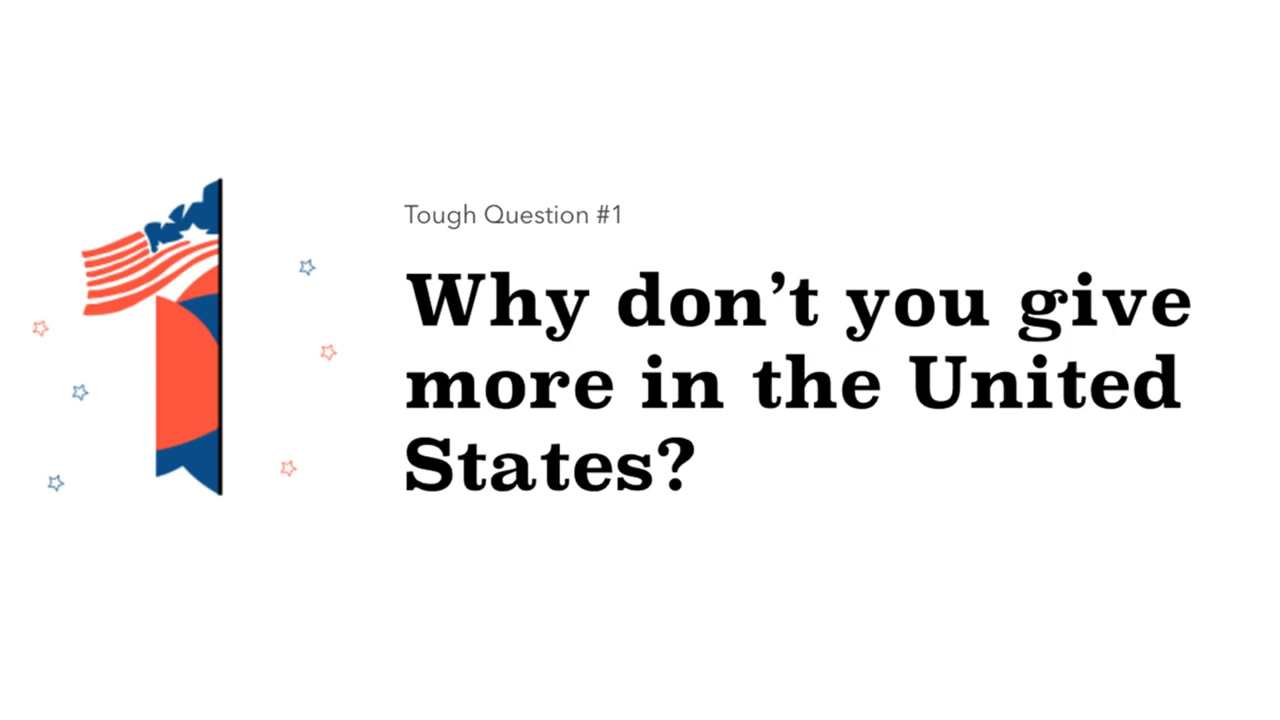 Tough Question #1
Why don’t you give
more in the United
States?